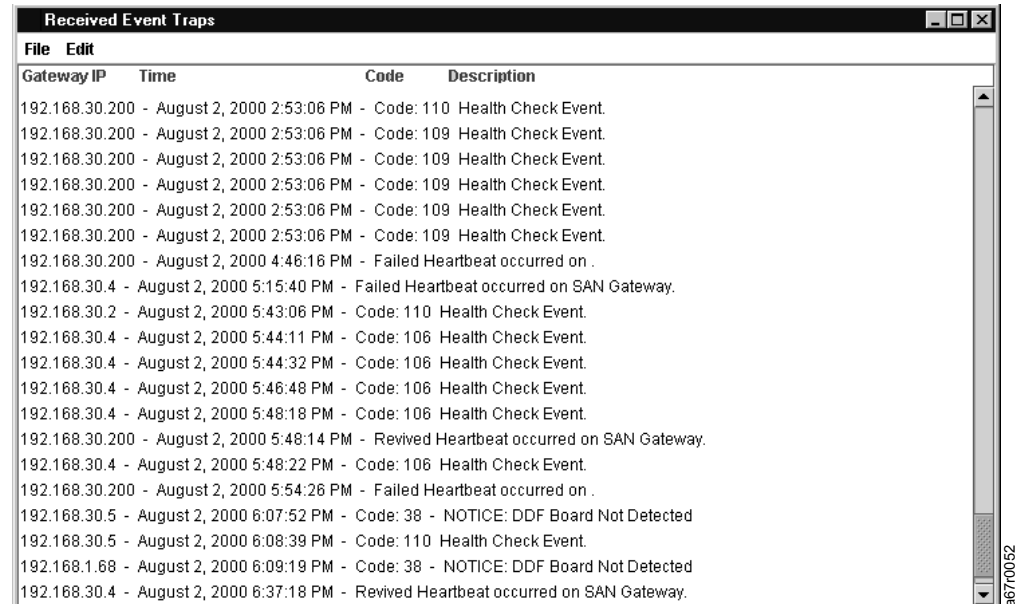 Received Event Traps
File Edit
Gateway IP Time Code Description
192.168.30.200 - August 2, 2000 2:53:06 PM - Code: 110 Health Check Event.
192.168.30.200 - August 2, 2000 2:53:06 PM - Code: 109 Health Check Event.
192.168.30.200 - August 2, 2000 2:53:06 PM - Code: 109 Health Check Event.
192.168.30.200 - August 2, 2000 2:53:06 PM - Code: 109 Health Check Event.
192.168.30.200 - August 2, 2000 2:53:06 PM - Code: 109 Health Check Event.
192.168.30.200 - August 2, 2000 2:53:06 PM - Code: 109 Health Check Event.
192.168.30.200 - August 2, 2000 4:46:16 PM - Failed Heartbeat occurred on .
192.168.30.4 - August 2, 2000 5:15:40 PM - Failed Heartbeat occurred on SAN Gateway.
192.168.30.2 - August 2, 2000 5:43:06 PM - Code: 110 Health Check Event.
192.168.30.4 - August 2, 2000 5:44:11 PM - Code: 106 Health Check Event.
192.168.30.4 - August 2, 2000 5:44:32 PM - Code: 106 Health Check Event.
192.168.30.4 - August 2, 2000 5:46:48 PM - Code: 106 Health Check Event.
192.168.30.4 - August 2, 2000 5:48:18 PM - Code: 106 Health Check Event.
192.168.30.200 - August 2, 2000 5:48:14 PM - Revived Heartbeat occurred on SAN Gateway.
192.168.30.4 - August 2, 2000 5:48:22 PM - Code: 106 Health Check Event.
192.168.30.200 - August 2, 2000 5:54:26 PM - Failed Heartbeat occurred on .
192.168.30.5 - August 2, 2000 6:07:52 PM - Code: 38 - NOTICE: DDF Board Not Detected
192.168.30.5 - August 2, 2000 6:08:39 PM - Code: 110 Health Check Event.
192.168.1.68 - August 2, 2000 6:09:19 PM - Code: 38 - NOTICE: DDF Board Not Detected
192.168.30.4 - August 2, 2000 6:37:18 PM - Revived Heartbeat occurred on SAN Gateway.
a67r0052